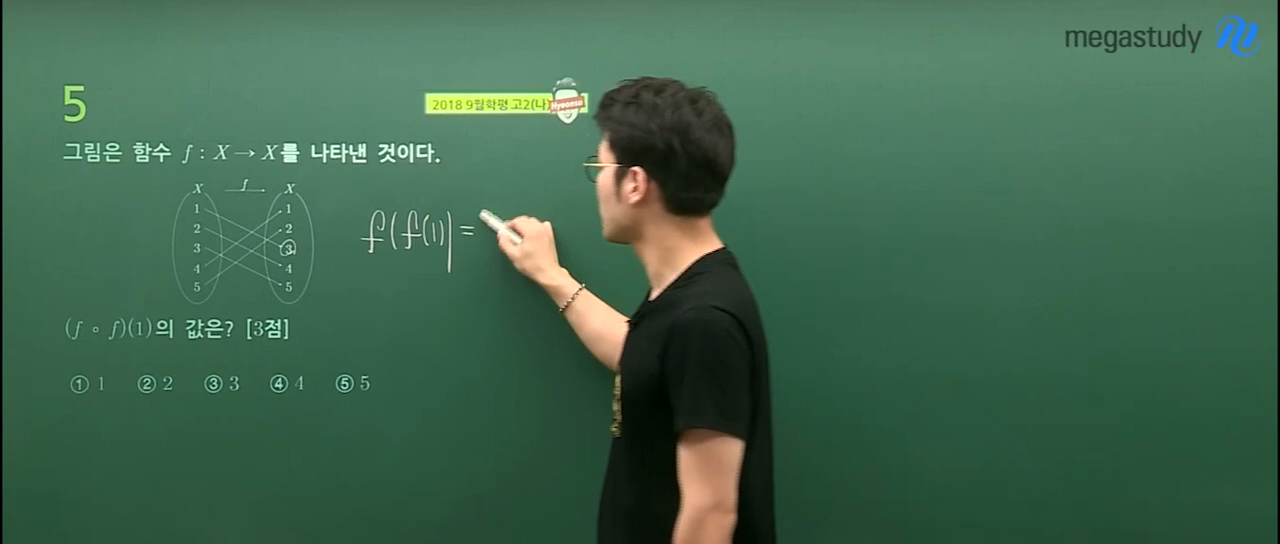 megastudy
5
2018 9월학평 고2(나)
Hyeonsu
그림은 함수 f : X → X를 나타낸 것이다.
X f X
1 1
2 2
3 3
4 4
5 5
f(f(1) =
(f ∘ f)(1)의 값은? [3점]
① 1 ② 2 ③ 3 ④ 4 ⑤ 5